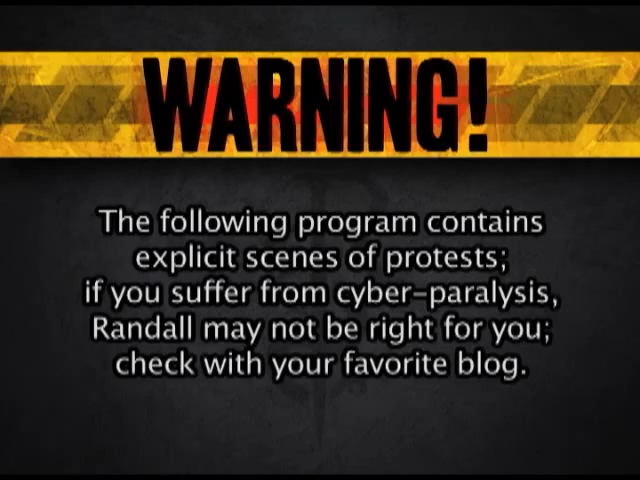 WARNING!
The following program contains
explicit scenes of protests;
if you suffer from cyber-paralysis,
Randall may not be right for you;
check with your favorite blog.